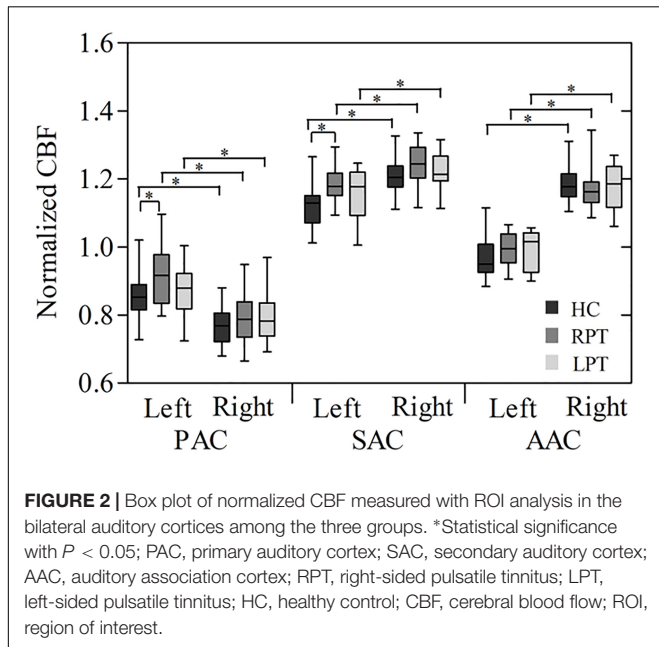 1.6
1.4
1.2
1.0
0.8
0.6
Normalized CBF
* * * * *
* * * *
* * *
HC
RPT
LPT
Left Right Left Right Left Right
PAC SAC AAC
FIGURE 2 | Box plot of normalized CBF measured with ROI analysis in the
bilateral auditory cortices among the three groups. *Statistical significance
with P < 0.05; PAC, primary auditory cortex; SAC, secondary auditory cortex;
AAC, auditory association cortex; RPT, right-sided pulsatile tinnitus; LPT,
left-sided pulsatile tinnitus; HC, healthy control; CBF, cerebral blood flow; ROI,
region of interest.